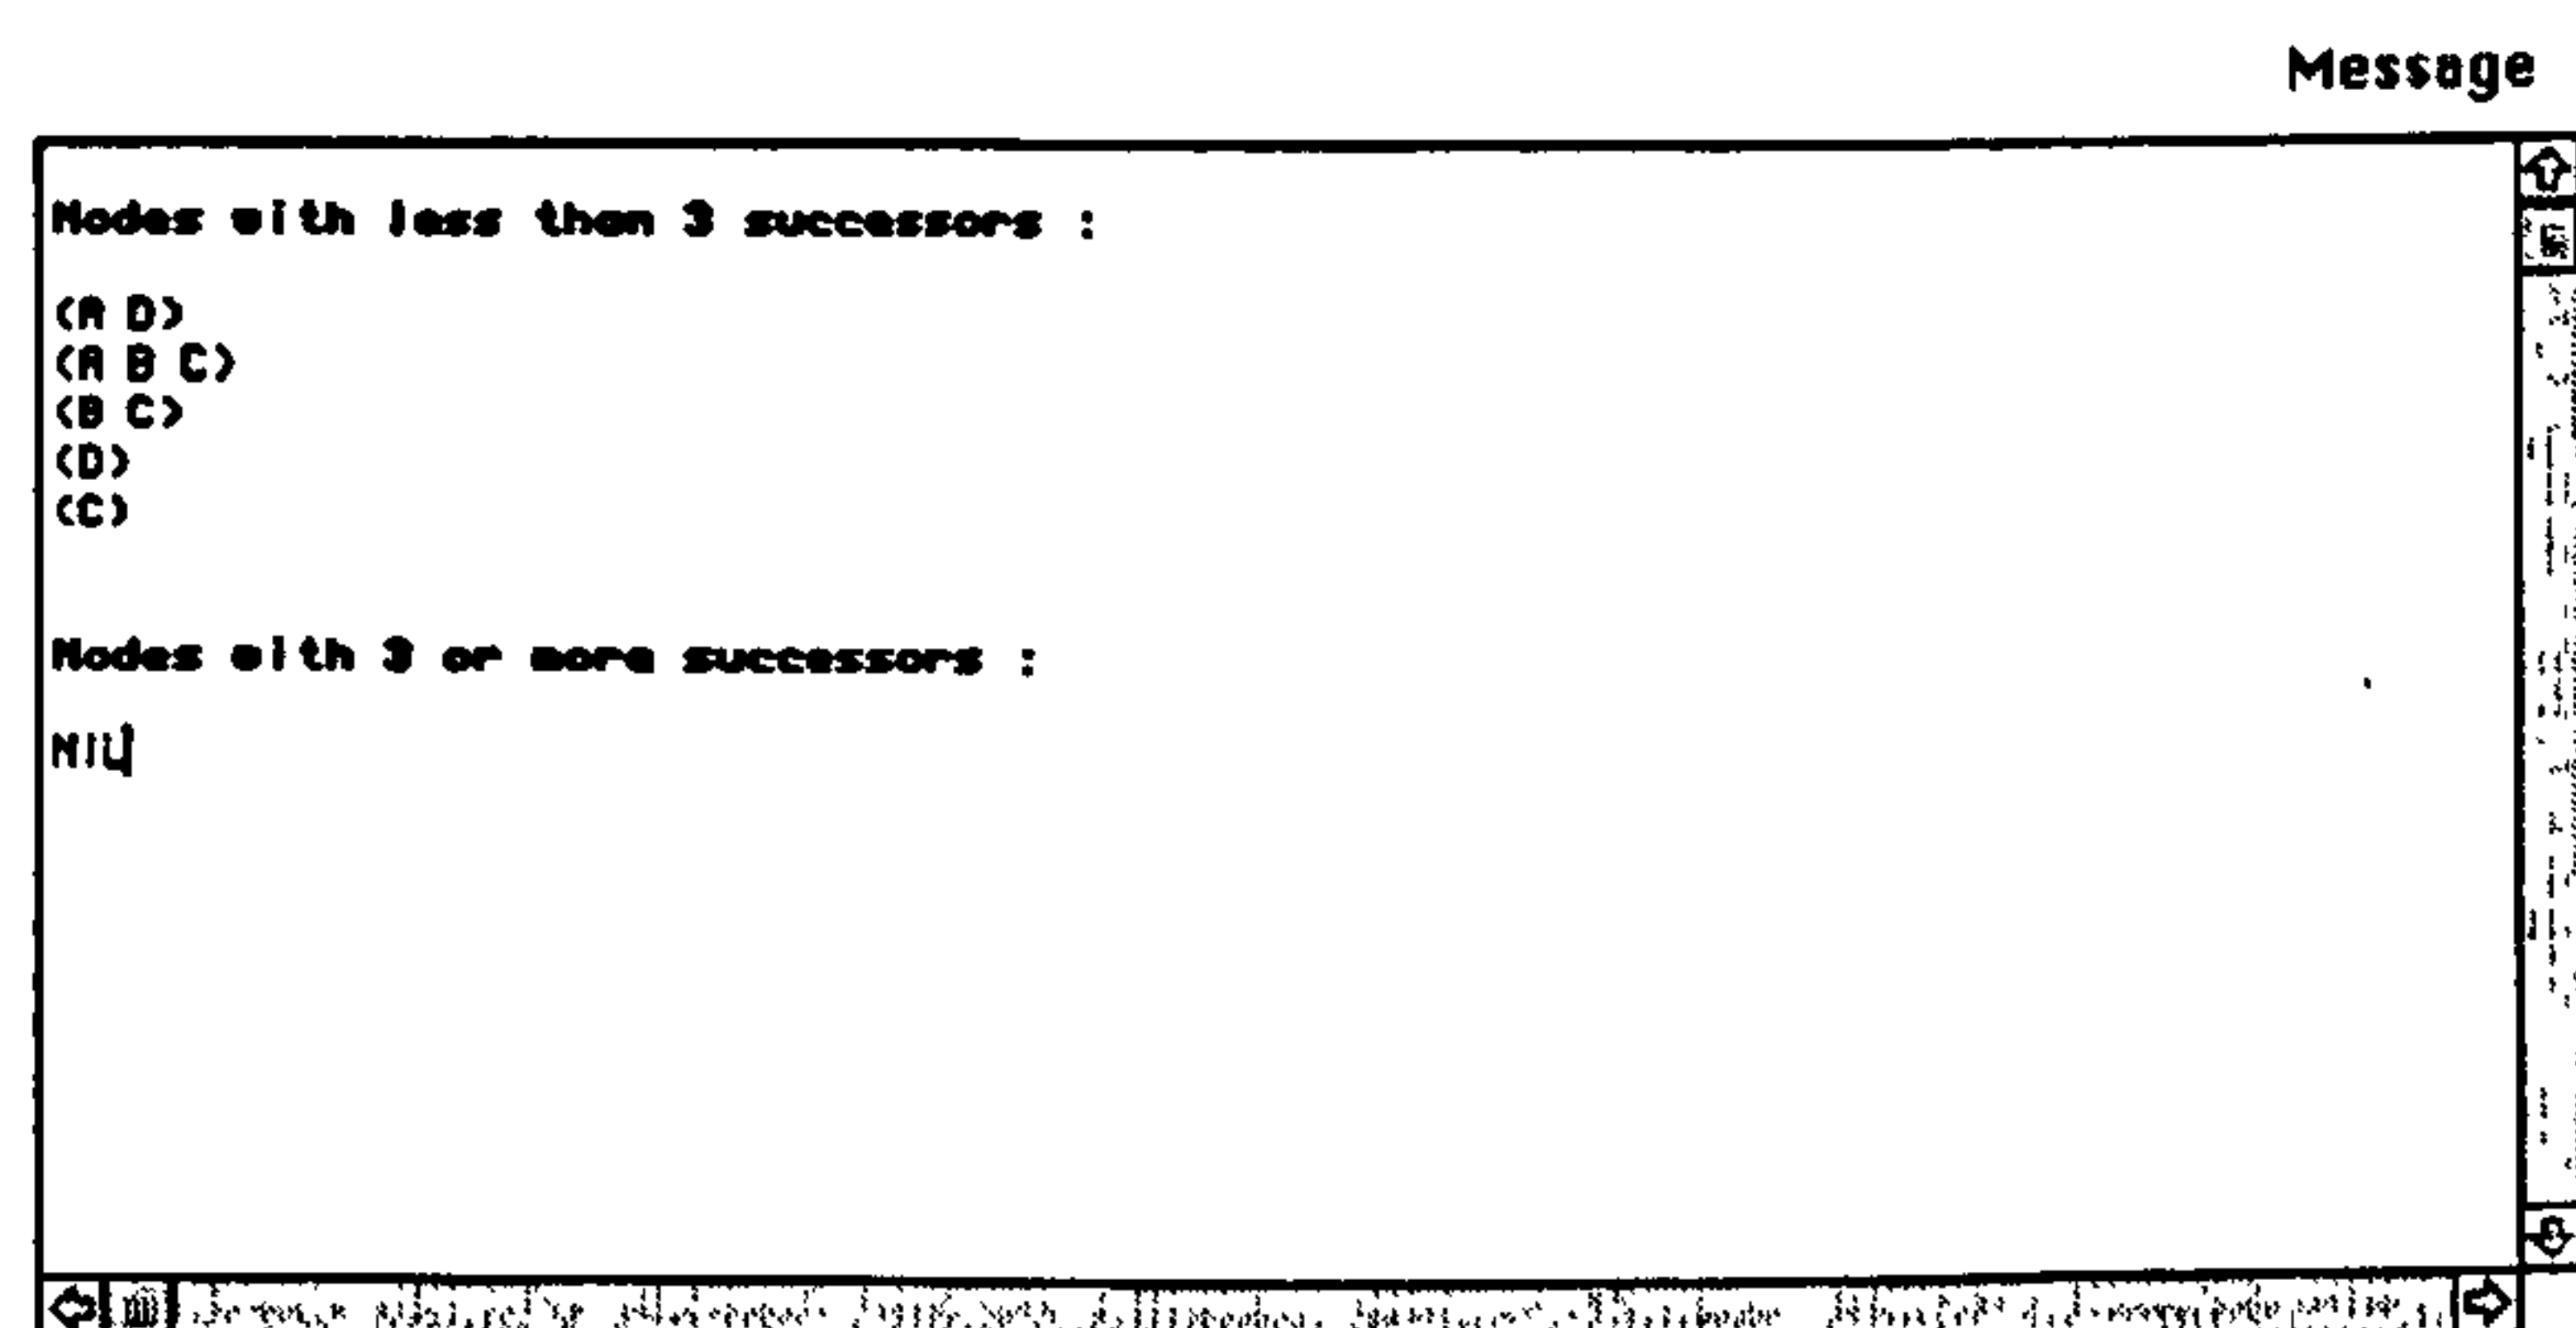 Message
Nodes with less than 3 successors :
(A D)
(A B C)
(B C)
(D)
(C)
Nodes with 3 or more successors :
NIL